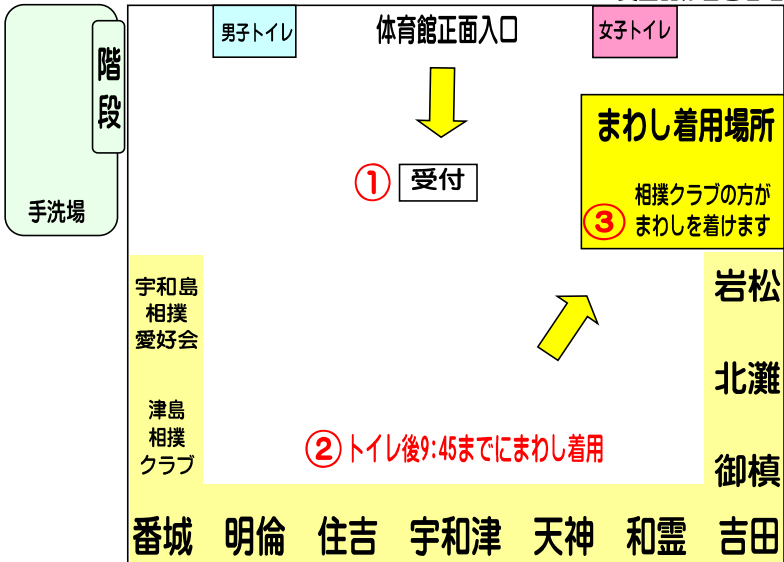 男子トイレ
体育館正面入口
女子トイレ
階段
手洗場
まわし着用場所
① 受付
相撲クラブの方が
③ まわしを着けます
宇和島
相撲
愛好会
岩松
北灘
津島
相撲
クラブ
② トイレ後9:45までにまわし着用
御槙
番城 明倫 住吉 宇和津 天神 和霊 吉田